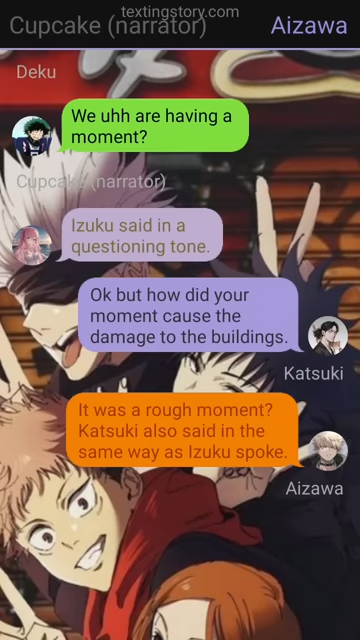 textingstory.com
Cupcake (narrator)
Aizawa
Deku
We uhh are having a
moment?
Cupcake (narrator)
Izuku said in a
questioning tone.
Ok but how did your
moment cause the
damage to the buildings.
Katsuki
It was a rough moment?
Katsuki also said in the
same way as Izuku spoke.
Aizawa